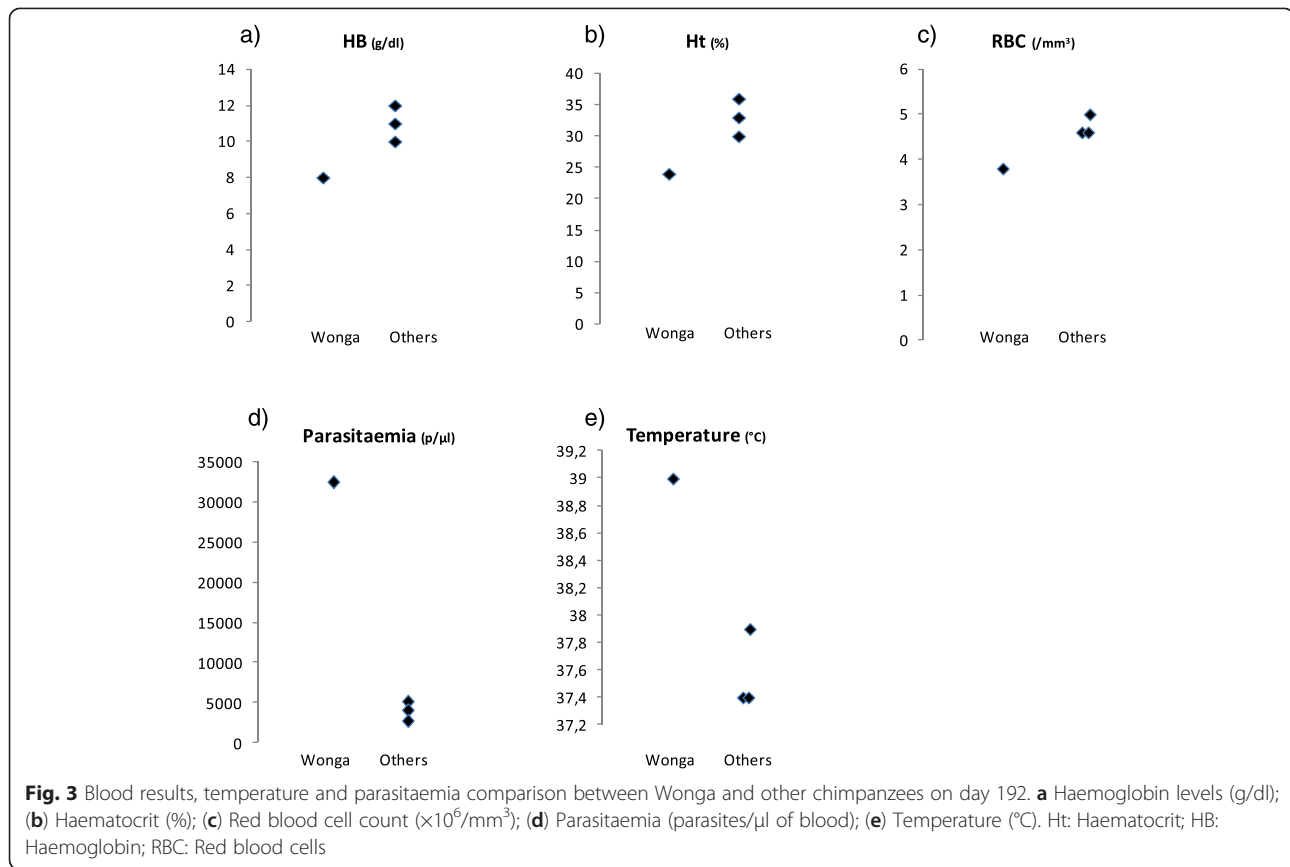 a)
HB (g/dl)
14
12
10
8
6
4
2
0
Wonga Others
b)
Ht (%)
40
35
30
25
20
15
10
5
0
Wonga Others
c)
RBC (/mm³)
6
5
4
3
2
1
0
Wonga Others
d)
Parasitaemia (p/µl)
35000
30000
25000
20000
15000
10000
5000
0
Wonga Others
e)
Temperature (°C)
39,2
39
38,8
38,6
38,4
38,2
38
37,8
37,6
37,4
37,2
Wonga Others
Fig. 3 Blood results, temperature and parasitaemia comparison between Wonga and other chimpanzees on day 192. a Haemoglobin levels (g/dl);
(b) Haematocrit (%); (c) Red blood cell count (×10⁶/mm³); (d) Parasitaemia (parasites/µl of blood); (e) Temperature (°C). Ht: Haematocrit; HB:
Haemoglobin; RBC: Red blood cells